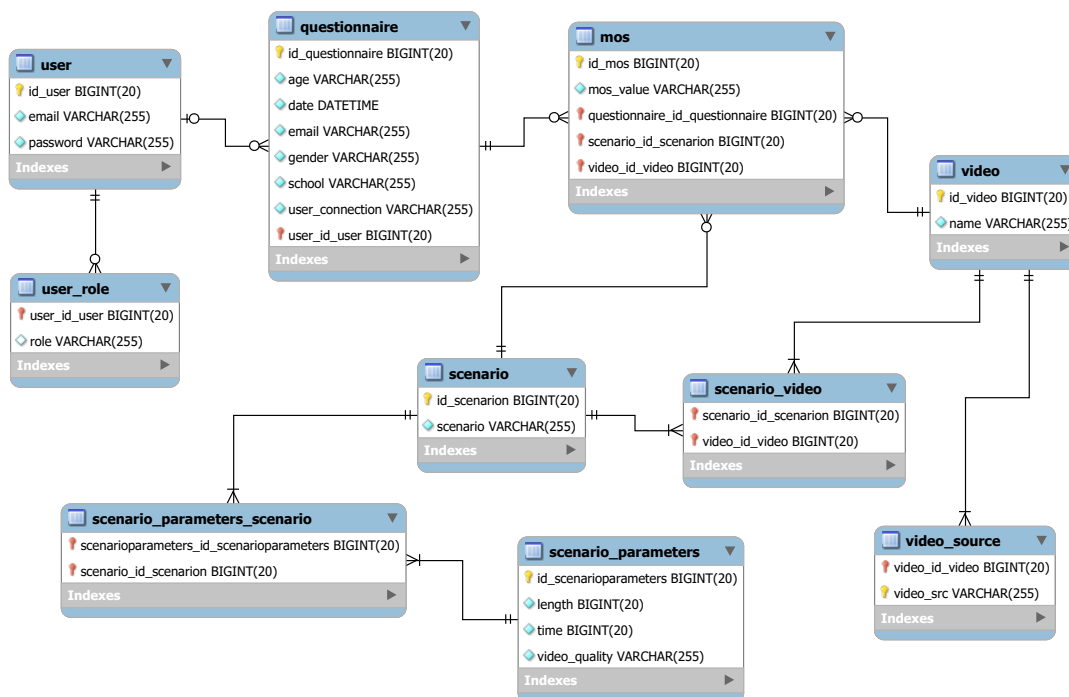 user
id_user BIGINT(20)
email VARCHAR(255)
password VARCHAR(255)
Indexes
questionnaire
id_questionnaire BIGINT(20)
age VARCHAR(255)
date DATETIME
email VARCHAR(255)
gender VARCHAR(255)
school VARCHAR(255)
user_connection VARCHAR(255)
user_id_user BIGINT(20)
Indexes
mos
id_mos BIGINT(20)
mos_value VARCHAR(255)
questionnaire_id_questionnaire BIGINT(20)
scenario_id_scenarion BIGINT(20)
video_id_video BIGINT(20)
Indexes
video
id_video BIGINT(20)
name VARCHAR(255)
Indexes
user_role
user_id_user BIGINT(20)
role VARCHAR(255)
Indexes
scenario
id_scenarion BIGINT(20)
scenario VARCHAR(255)
Indexes
scenario_video
scenario_id_scenarion BIGINT(20)
video_id_video BIGINT(20)
Indexes
scenario_parameters_scenario
scenarioparameters_id_scenarioparameters BIGINT(20)
scenario_id_scenarion BIGINT(20)
Indexes
scenario_parameters
id_scenarioparameters BIGINT(20)
length BIGINT(20)
time BIGINT(20)
video_quality VARCHAR(255)
Indexes
video_source
video_id_video BIGINT(20)
video_src VARCHAR(255)
Indexes